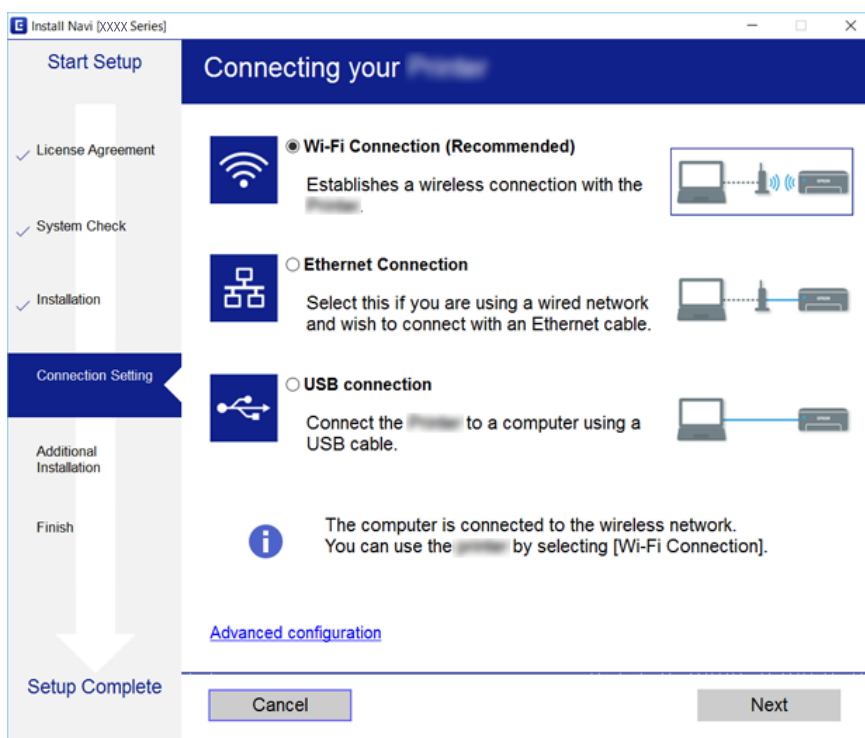 Install Navi [XXXX Series]
Start Setup
License Agreement
System Check
Installation
Connection Setting
Additional
Installation
Finish
Setup Complete
Connecting your
Wi-Fi Connection (Recommended)
Establishes a wireless connection with the
.
Ethernet Connection
Select this if you are using a wired network
and wish to connect with an Ethernet cable.
USB connection
Connect the to a computer using a
USB cable.
The computer is connected to the wireless network.
You can use the by selecting [Wi-Fi Connection].
Advanced configuration
Cancel
Next